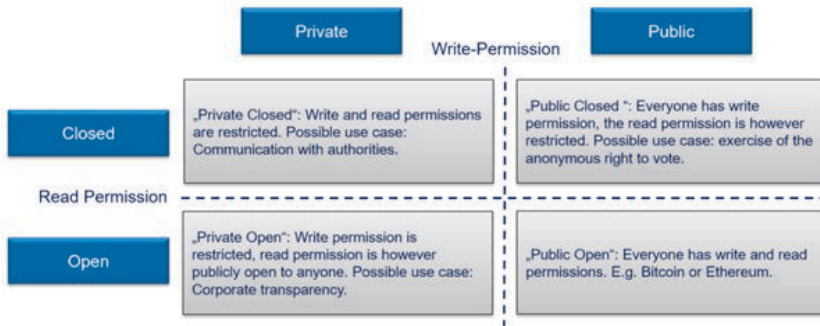 Private
Public
Write-Permission
Closed
„Private Closed“: Write and read permissions
are restricted. Possible use case:
Communication with authorities.
„Public Closed “: Everyone has write
permission, the read permission is however
restricted. Possible use case: exercise of the
anonymous right to vote.
Read Permission
Open
„Private Open“: Write permission is
restricted, read permission is however
publicly open to anyone. Possible use case:
Corporate transparency.
„Public Open“: Everyone has write and read
permissions. E.g. Bitcoin or Ethereum.